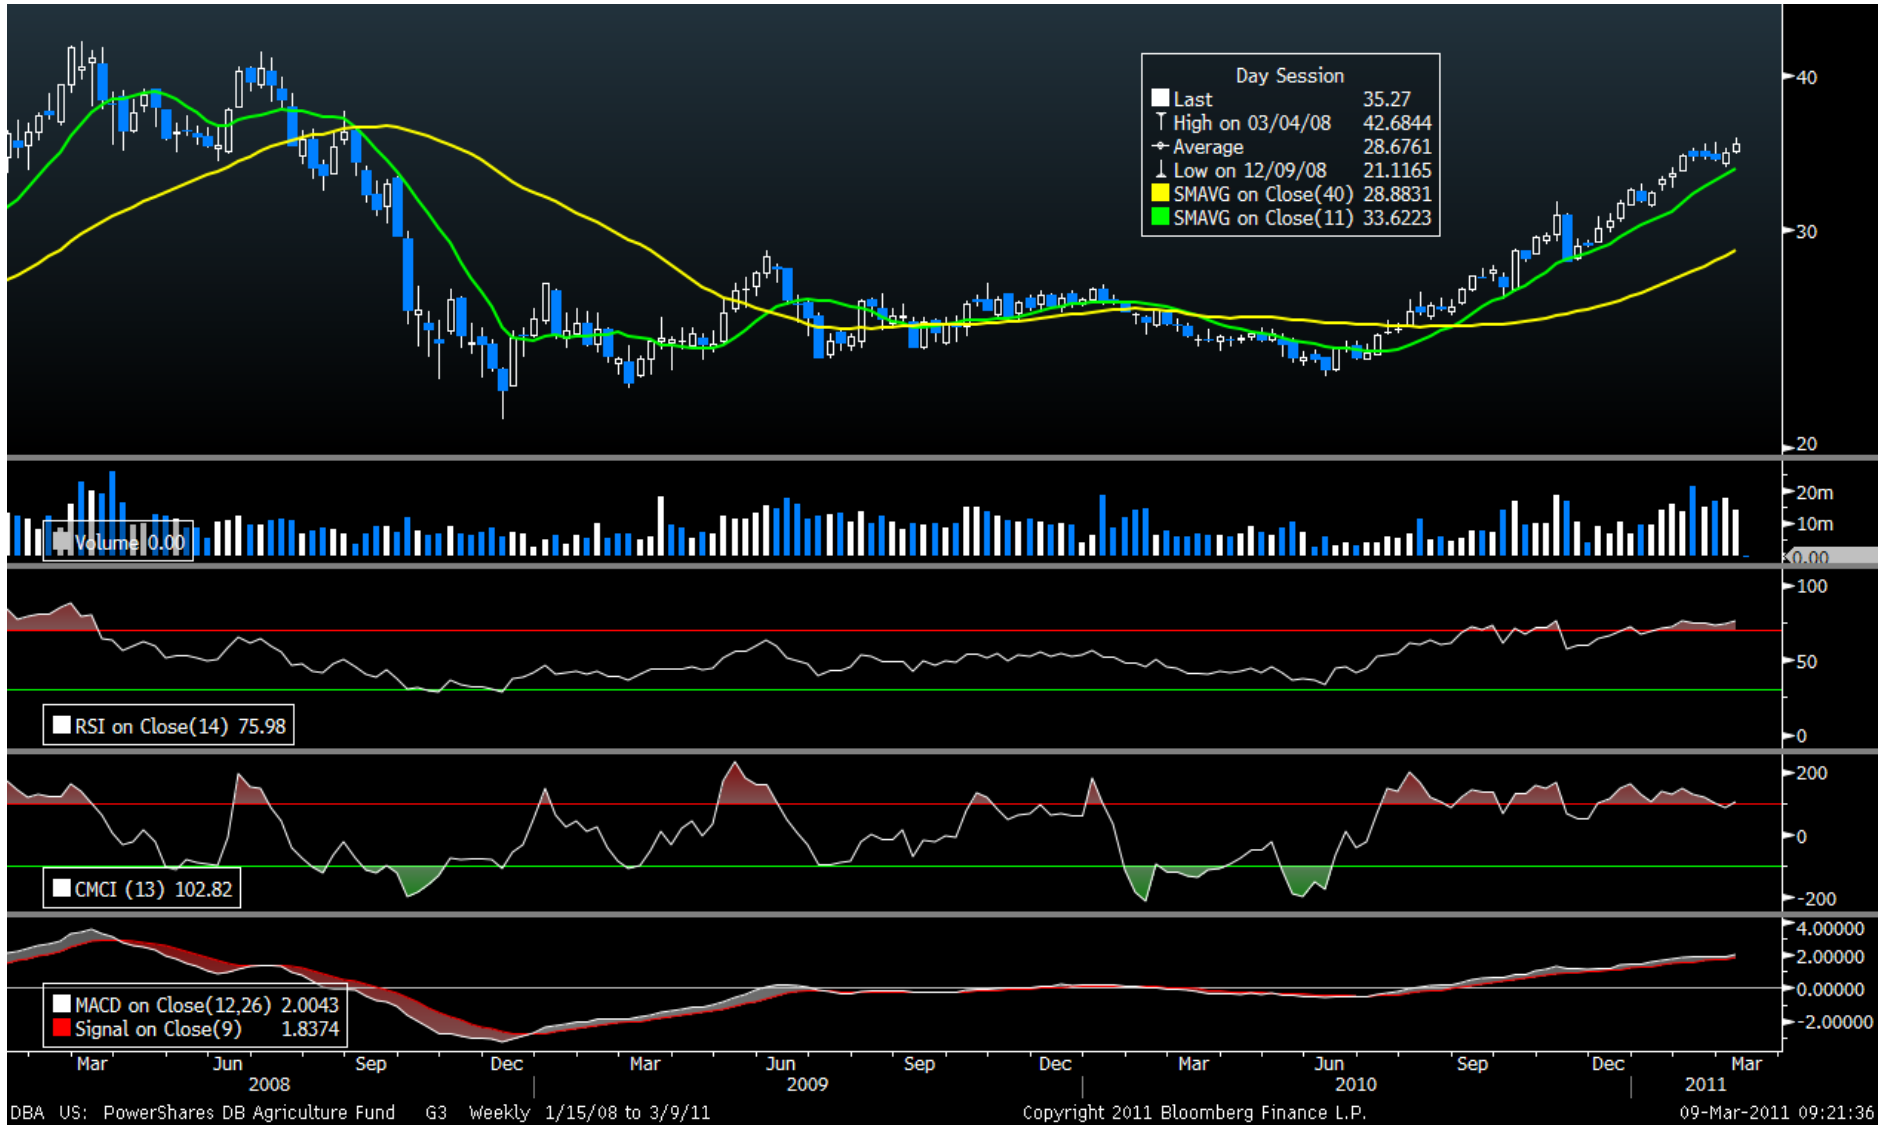 Day Session
Last 35.27
High on 03/04/08 42.6844
Average 28.6761
Low on 12/09/08 21.1165
SMAVG on Close(40) 28.8831
SMAVG on Close(11) 33.6223
40
30
20
Volume 0.00
20m
10m
0.00
100
50
0
RSI on Close(14) 75.98
200
0
-200
CMCI (13) 102.82
4.00000
2.00000
0.00000
-2.00000
MACD on Close(12,26) 2.0043
Signal on Close(9) 1.8374
Mar Jun Sep Dec Mar Jun Sep Dec Mar Jun Sep Dec Mar
2008 2009 2010 2011
DBA US: PowerShares DB Agriculture Fund G3 Weekly 1/15/08 to 3/9/11 Copyright 2011 Bloomberg Finance L.P. 09-Mar-2011 09:21:36